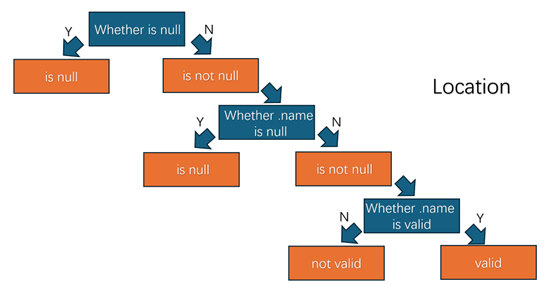 Whether is null
Y
N
is null
is not null
Location
Whether .name
is null
Y
N
is null
is not null
Whether .name
is valid
N
Y
not valid
valid